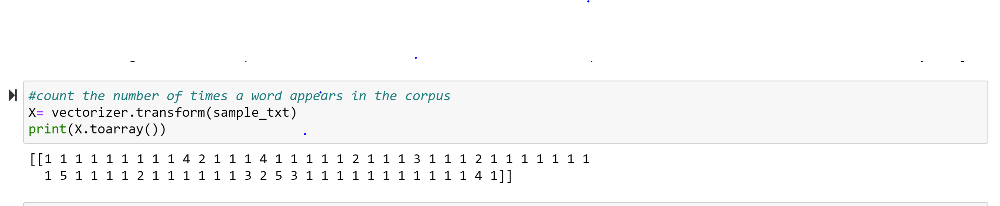 #count the number of times a word appears in the corpus
X= vectorizer.transform(sample_txt)
print(X.toarray())
[[1 1 1 1 1 1 1 1 1 4 2 1 1 1 4 1 1 1 1 1 2 1 1 1 3 1 1 1 2 1 1 1 1 1 1 1
1 5 1 1 1 1 2 1 1 1 1 1 1 3 2 5 3 1 1 1 1 1 1 1 1 1 1 1 4 1]]